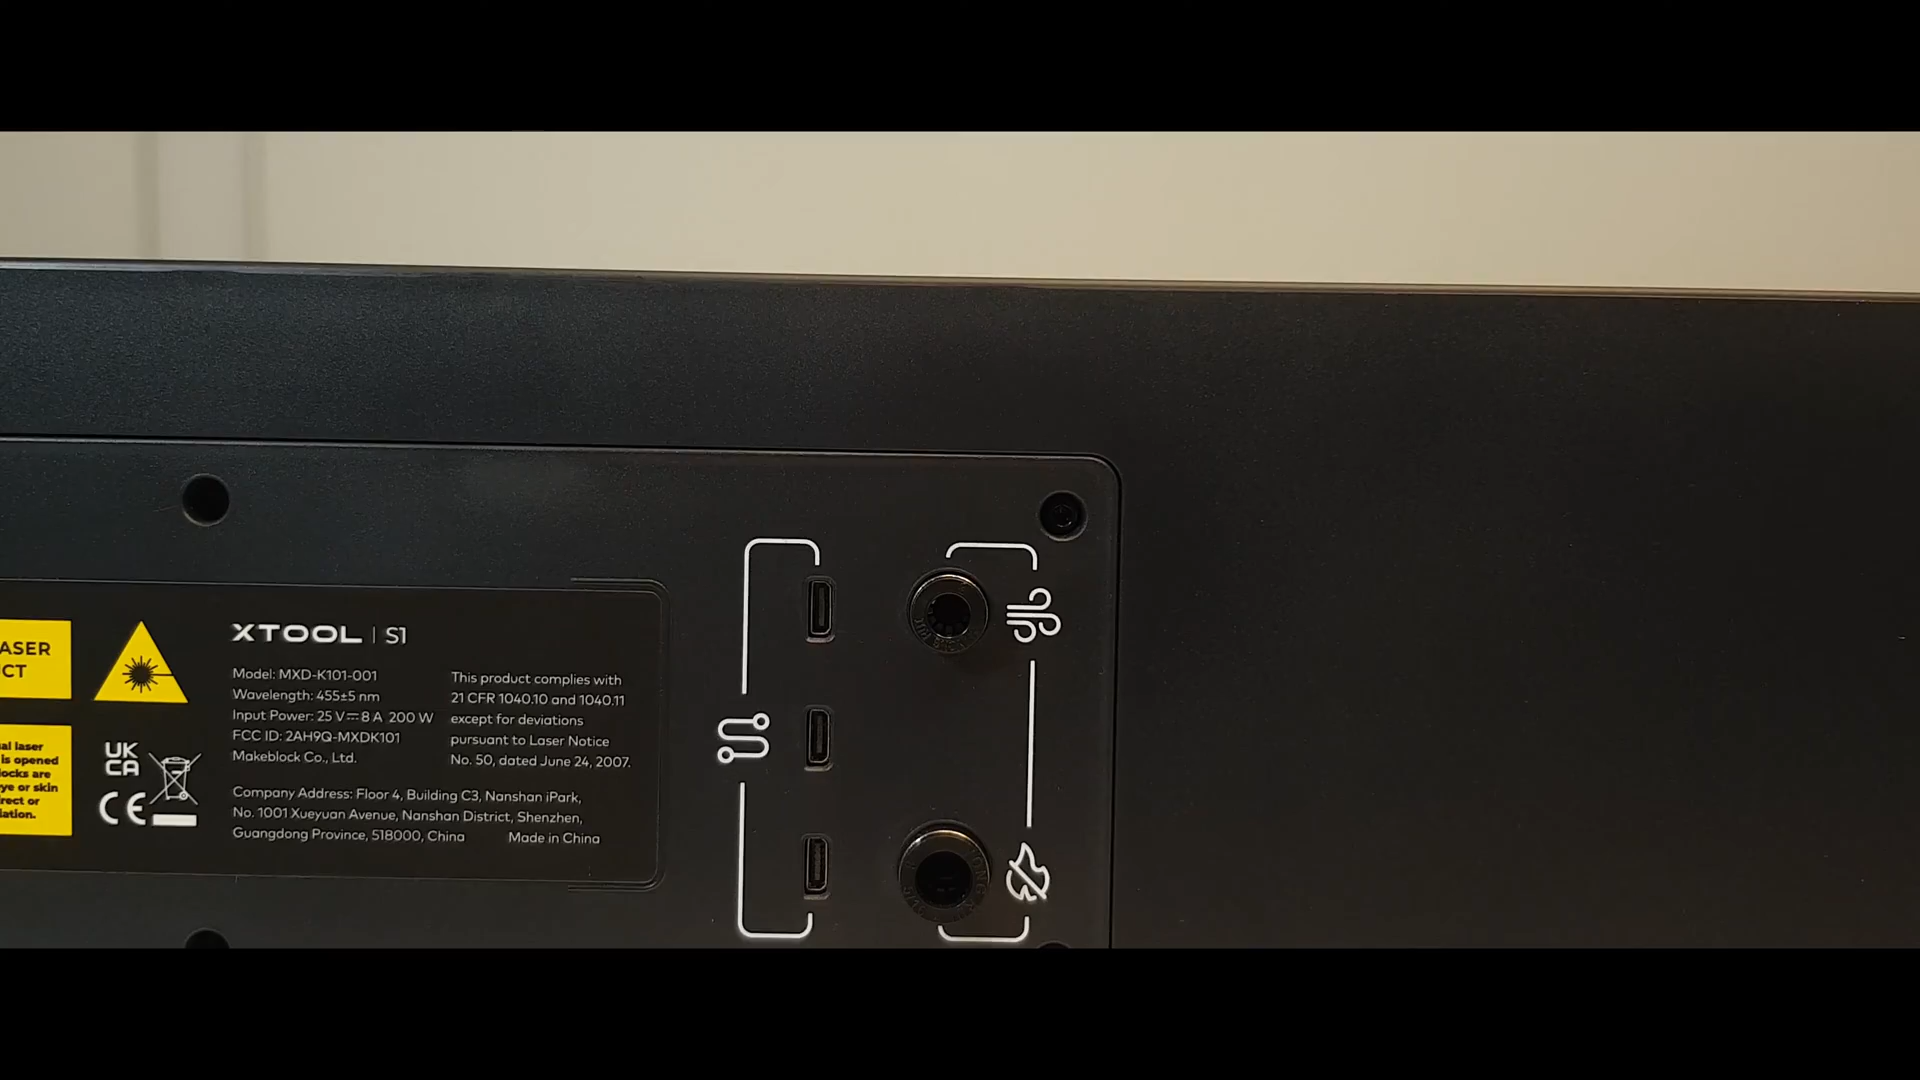 ASER
CT
al laser
is opened
locks are
ye or skin
rect or
lation.
UK
CA
CE
XTOOL | S1
Model: MXD-K101-001
Wavelength: 455±5 nm
Input Power: 25 V⎓8 A 200 W
FCC ID: 2AH9Q-MXDK101
Makeblock Co., Ltd.
This product complies with
21 CFR 1040.10 and 1040.11
except for deviations
pursuant to Laser Notice
No. 50, dated June 24, 2007.
Company Address: Floor 4, Building C3, Nanshan iPark,
No. 1001 Xueyuan Avenue, Nanshan District, Shenzhen,
Guangdong Province, 518000, China Made in China